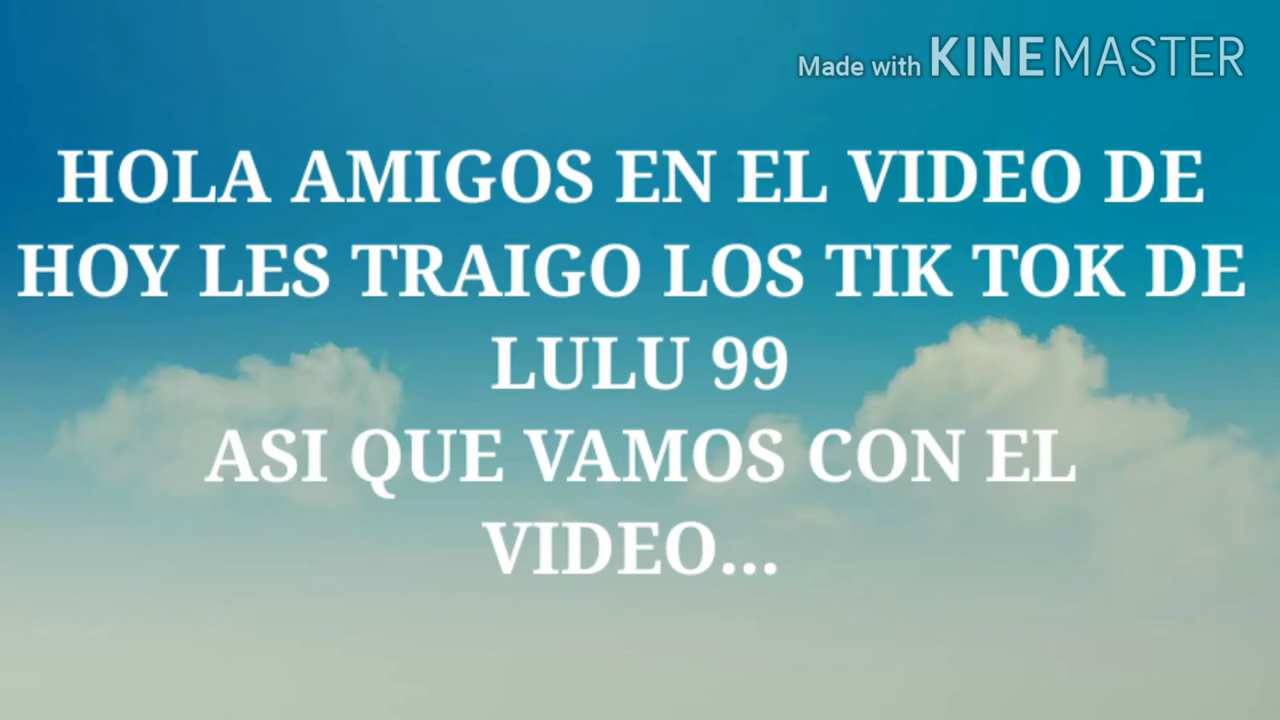 Made with KINEMASTER
HOLA AMIGOS EN EL VIDEO DE
HOY LES TRAIGO LOS TIK TOK DE
LULU 99
ASI QUE VAMOS CON EL
VIDEO...